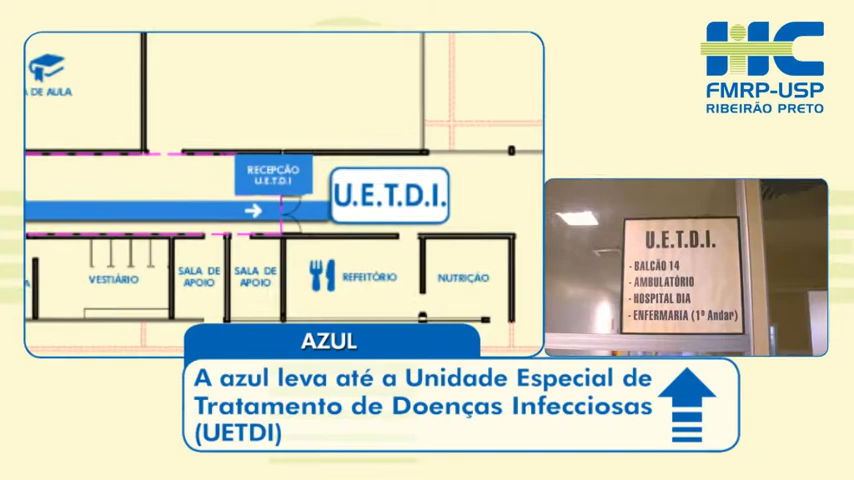 HC
FMRP-USP
RIBEIRÃO PRETO
DE AULA
RECEPÇÃO
U.E.T.D.I
U.E.T.D.I.
VESTIÁRIO
SALA DE
APOIO
SALA DE
APOIO
REFEITÓRIO
NUTRIÇÃO
U.E.T.D.I.
- BALCÃO 14
- AMBULATÓRIO
- HOSPITAL DIA
- ENFERMARIA (1º Andar)
AZUL
A azul leva até a Unidade Especial de
Tratamento de Doenças Infecciosas
(UETDI)